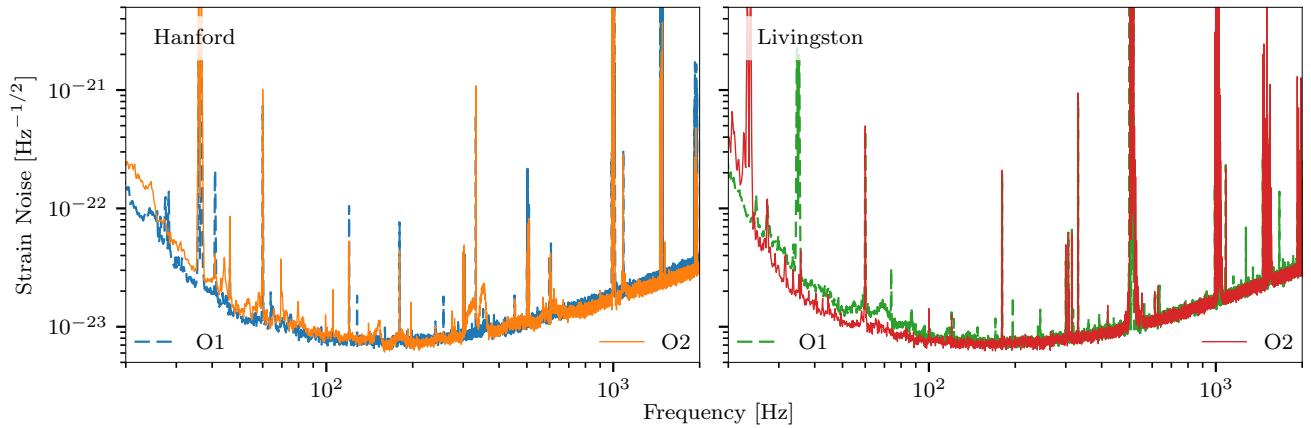 Hanford
Livingston
Strain Noise [Hz^{-1/2}]
10^{-21}
10^{-22}
10^{-23}
O1
O2
O1
O2
10^2
10^3
10^2
10^3
Frequency [Hz]